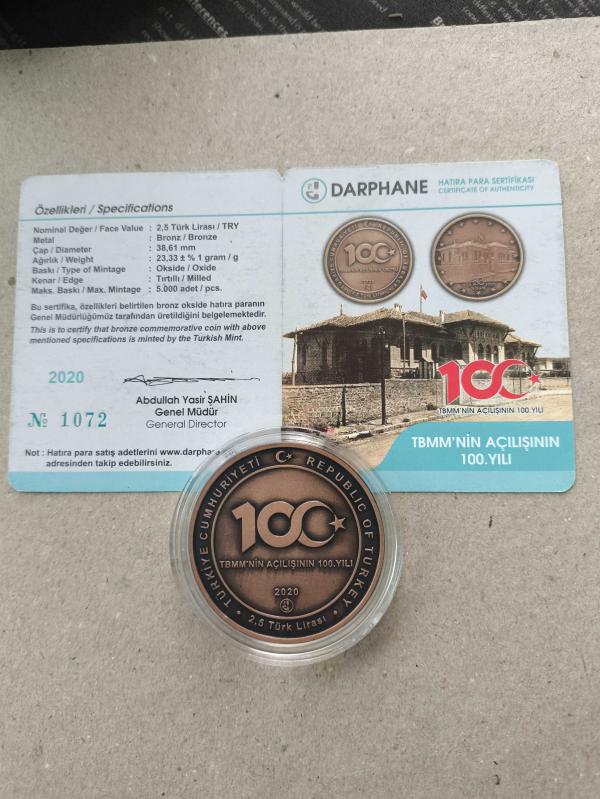 Özellikleri / Specifications
Nominal Değer / Face Value : 2,5 Türk Lirası / TRY
Metal : Bronz / Bronze
Çap / Diameter : 38,61 mm
Ağırlık / Weight : 23,33 ± % 1 gram / g
Baskı / Type of Mintage : Okside / Oxide
Kenar / Edge : Tırtıllı / Milled
Maks. Baskı / Max. Mintage : 5.000 adet / pcs
Bu sertifika, özellikleri belirtilen bronz okside hatıra paranın
Genel Müdürlüğümüz tarafından üretildiğini belgelemektedir.
This is to certify that bronze commemorative coin with above
mentioned specifications is minted by the Turkish Mint.
2020
Abdullah Yasir ŞAHİN
Genel Müdür
General Director
№ 1072
Not : Hatıra para satış adetlerini www.darphane
adresinden takip edebilirsiniz.
DARPHANE
HATIRA PARA SERTİFİKASI
CERTIFICATE OF AUTHENTICITY
100
100
TBMM'NİN AÇILIŞININ 100.YILI
TBMM'NİN AÇILIŞININ
100.YILI
TÜRKİYE CUMHURİYETİ REPUBLIC OF TURKEY
100
TBMM'NİN AÇILIŞININ 100.YILI
2020
• 2,5 Türk Lirası •